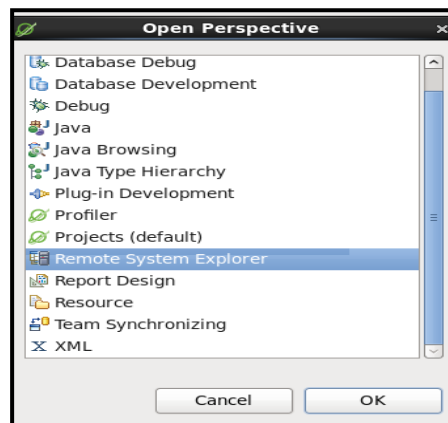 Open Perspective
Database Debug
Database Development
Debug
Java
Java Browsing
Java Type Hierarchy
Plug-in Development
Profiler
Projects (default)
Remote System Explorer
Report Design
Resource
Team Synchronizing
XML
Cancel OK